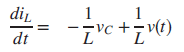 di_L/dt = -1/L v_C + 1/L v(t)